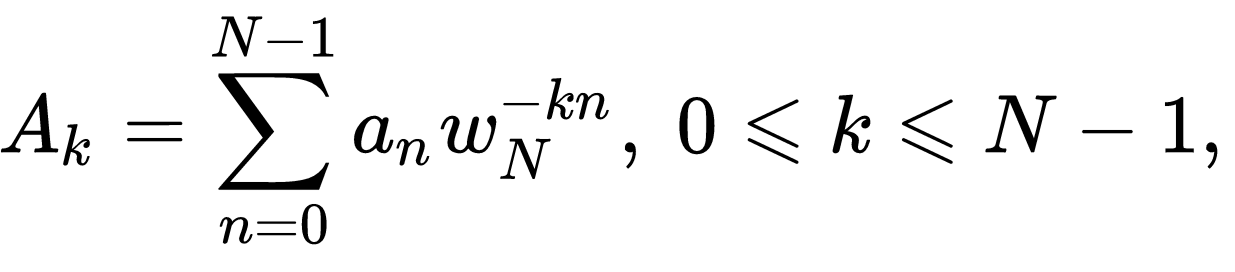 $A_k = \sum_{n=0}^{N-1} a_n w_N^{-kn}, \; 0 \leqslant k \leqslant N-1,$